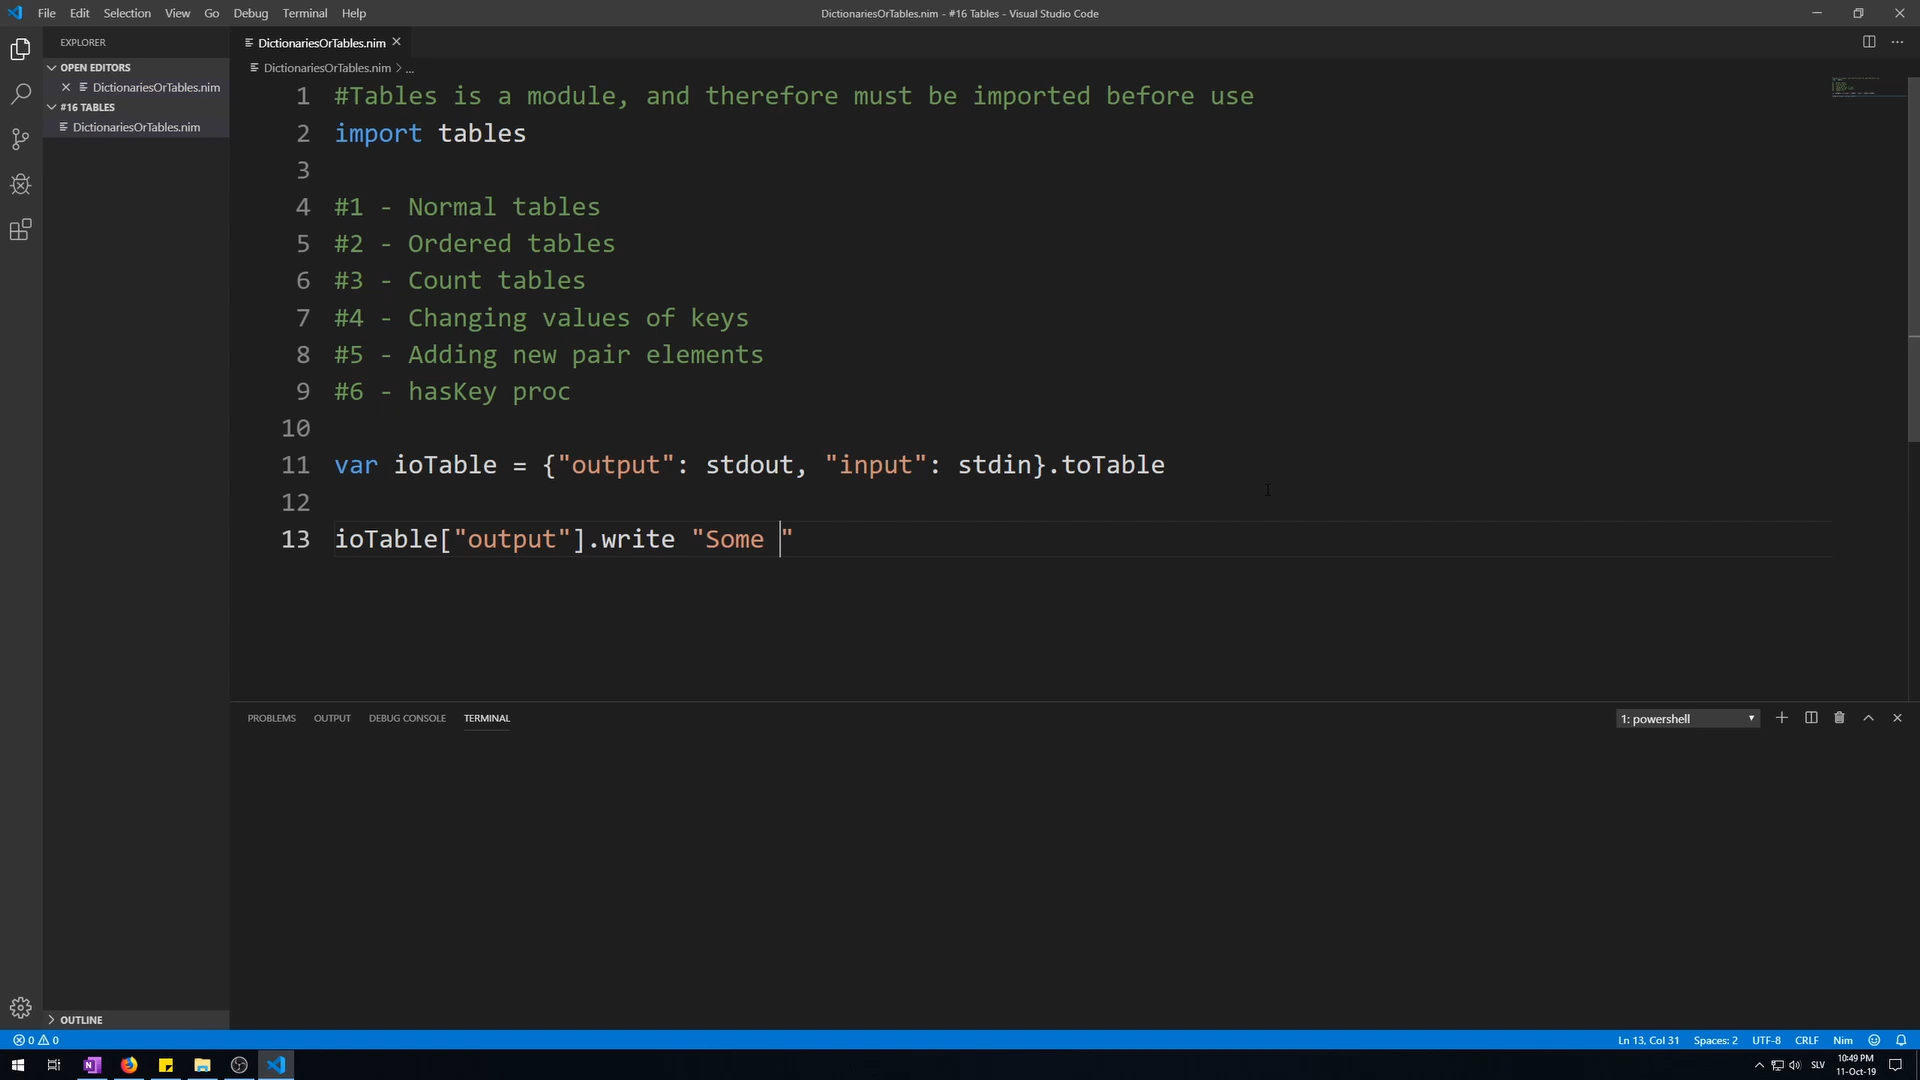 File Edit Selection View Go Debug Terminal Help
DictionariesOrTables.nim - #16 Tables - Visual Studio Code
EXPLORER
OPEN EDITORS
DictionariesOrTables.nim
#16 TABLES
DictionariesOrTables.nim
OUTLINE
DictionariesOrTables.nim
DictionariesOrTables.nim > ...
1 #Tables is a module, and therefore must be imported before use
2 import tables
3
4 #1 - Normal tables
5 #2 - Ordered tables
6 #3 - Count tables
7 #4 - Changing values of keys
8 #5 - Adding new pair elements
9 #6 - hasKey proc
10
11 var ioTable = {"output": stdout, "input": stdin}.toTable
12
13 ioTable["output"].write "Some "
PROBLEMS OUTPUT DEBUG CONSOLE TERMINAL
1: powershell
0 0
Ln 13, Col 31 Spaces: 2 UTF-8 CRLF Nim
SLV
10:49 PM
11-Oct-19